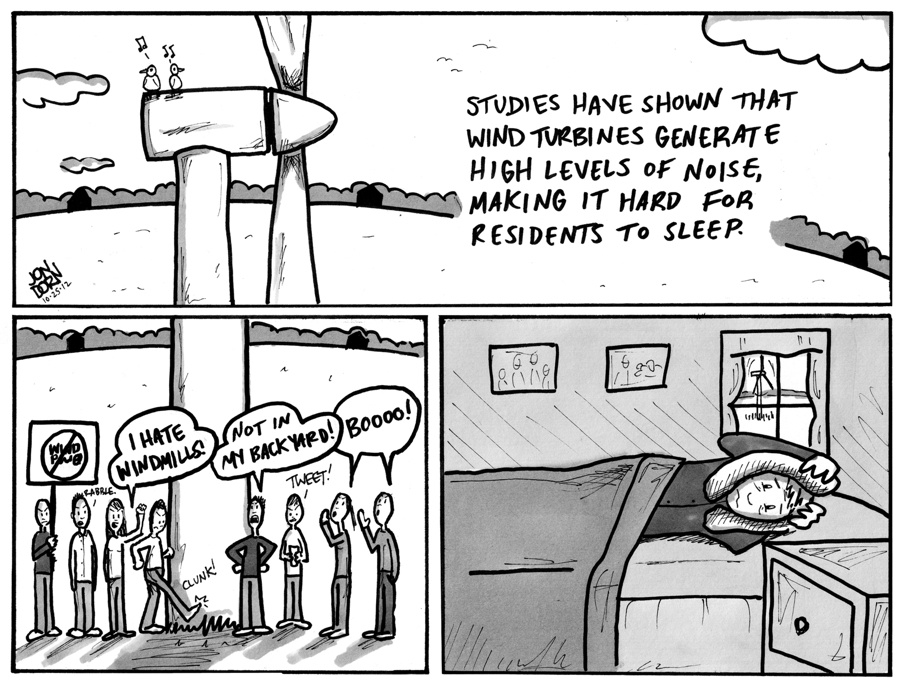 STUDIES HAVE SHOWN THAT
WIND TURBINES GENERATE
HIGH LEVELS OF NOISE,
MAKING IT HARD FOR
RESIDENTS TO SLEEP.
JON
DORN
10·25·12
WIND
RABBLE.
I HATE
WINDMILLS!
CLUNK!
NOT IN
MY BACKYARD!
TWEET!
BOOOO!